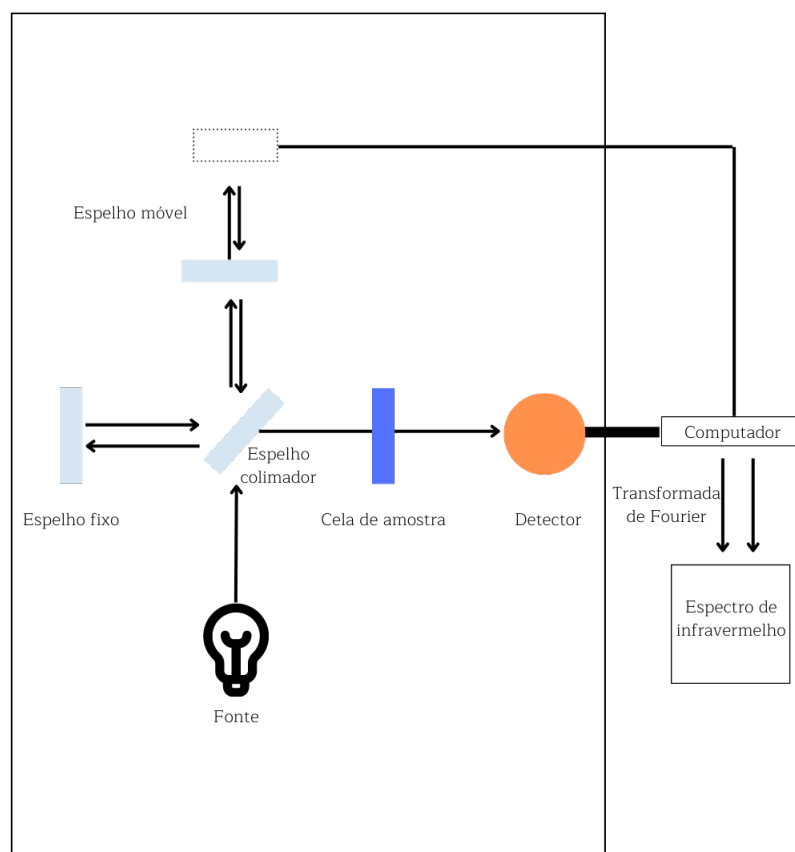 Espelho móvel
Espelho
colimador
Computador
Espelho fixo
Cela de amostra
Detector
Transformada
de Fourier
Espectro de
infravermelho
Fonte